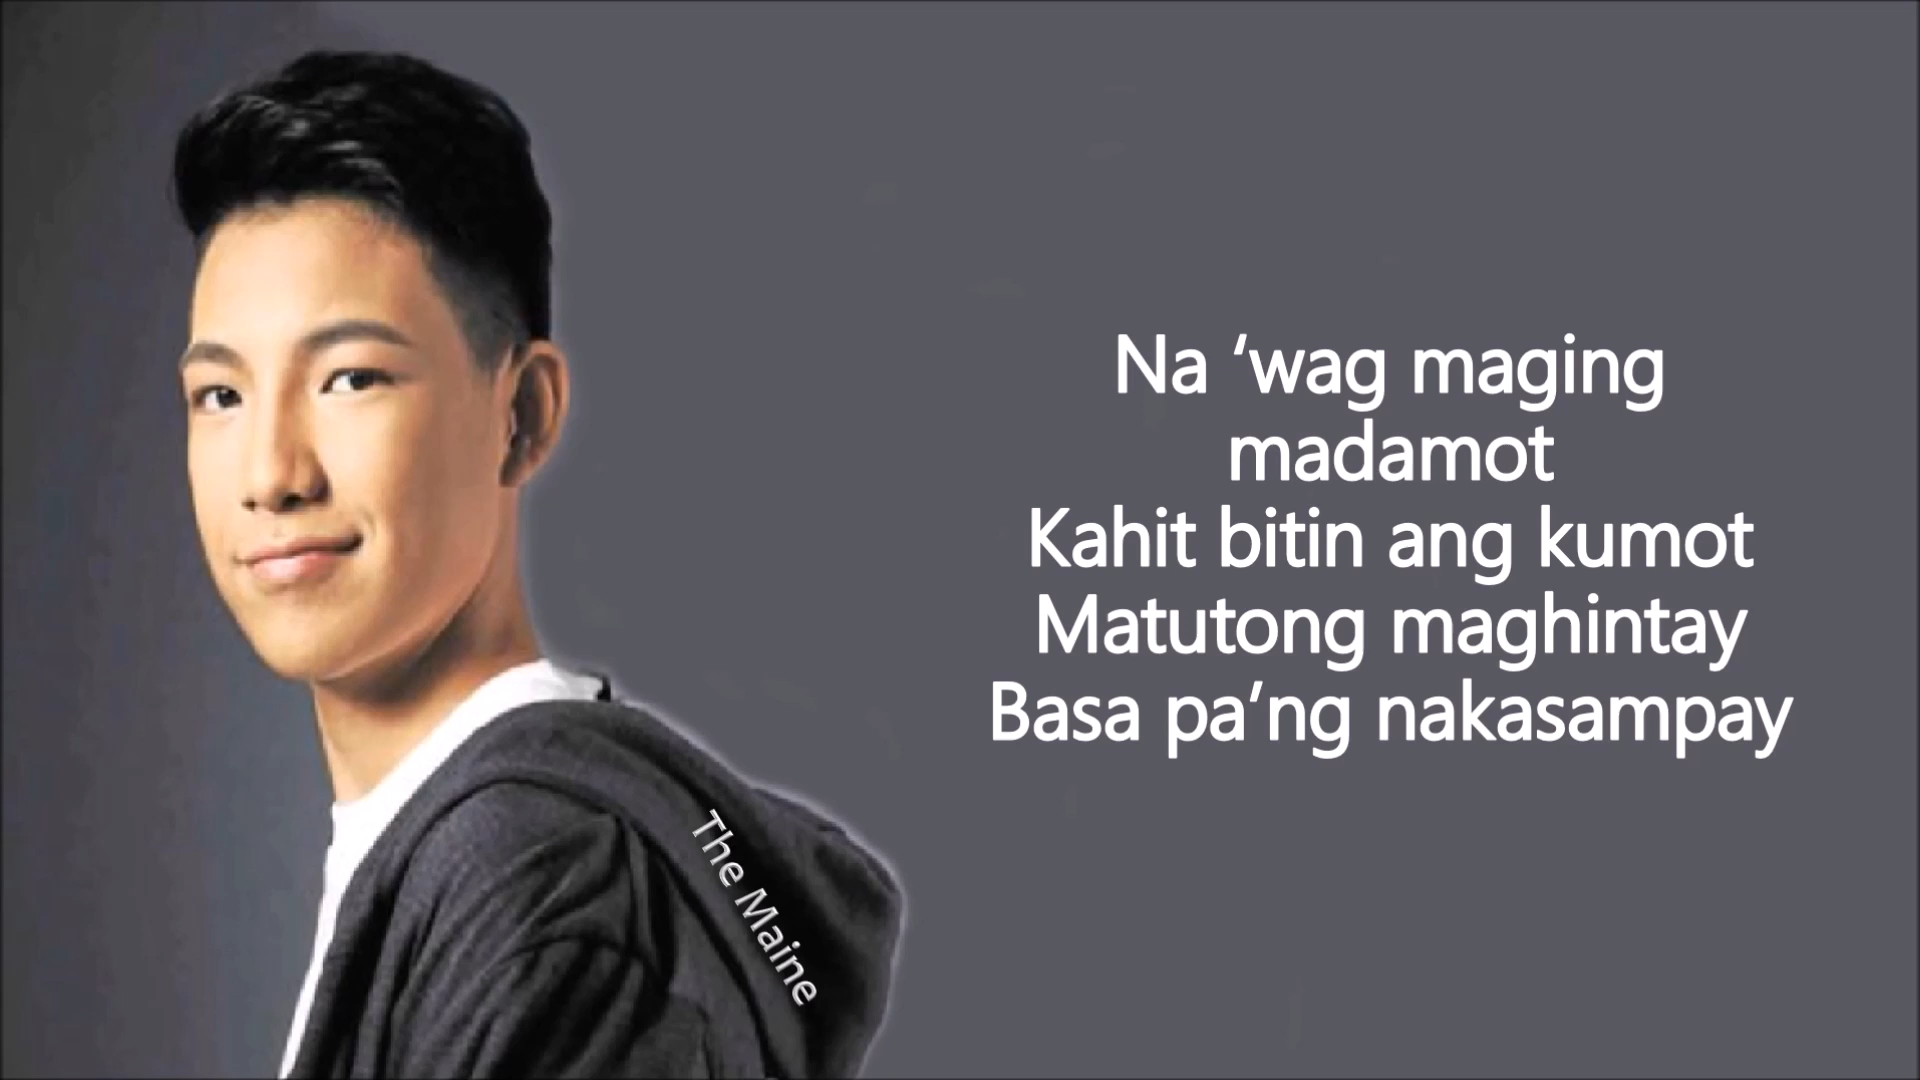 Na ‘wag maging
madamot
Kahit bitin ang kumot
Matutong maghintay
Basa pa’ng nakasampay
The Maine